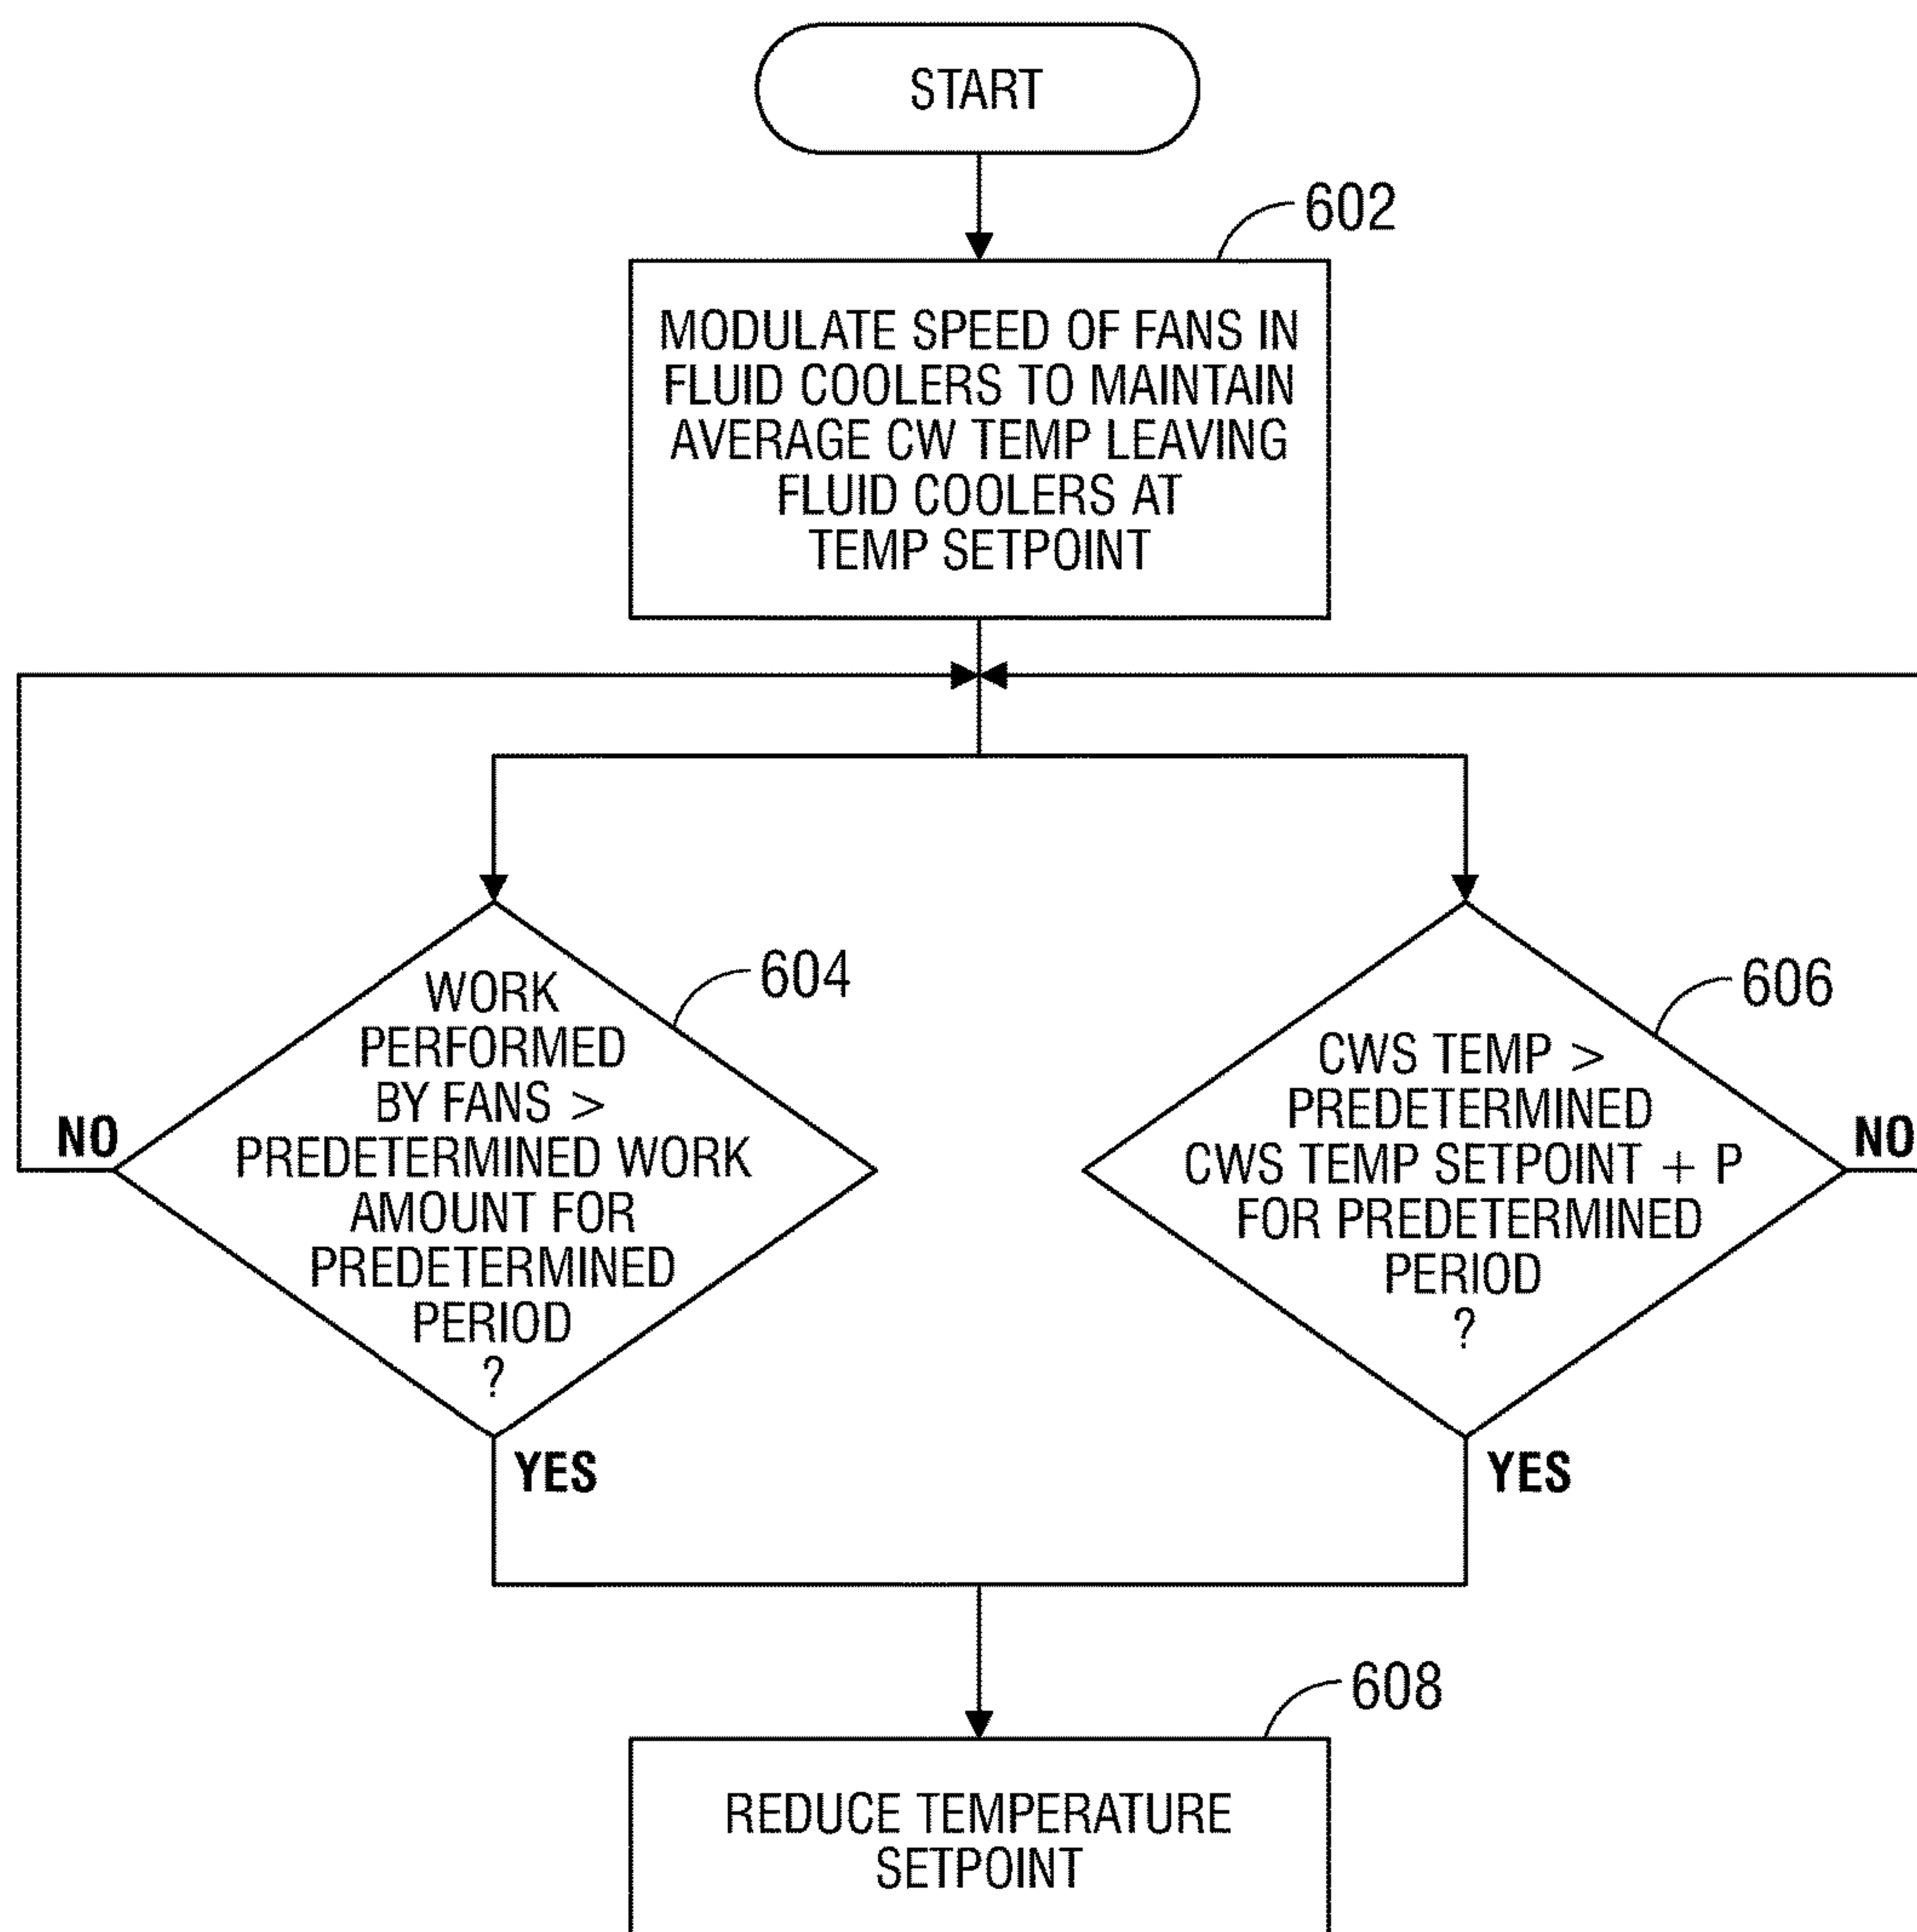 START
602
MODULATE SPEED OF FANS IN
FLUID COOLERS TO MAINTAIN
AVERAGE CW TEMP LEAVING
FLUID COOLERS AT
TEMP SETPOINT
604
WORK
PERFORMED
BY FANS >
PREDETERMINED WORK
AMOUNT FOR
PREDETERMINED
PERIOD
?
NO
YES
606
CWS TEMP >
PREDETERMINED
CWS TEMP SETPOINT + P
FOR PREDETERMINED
PERIOD
?
NO
YES
608
REDUCE TEMPERATURE
SETPOINT